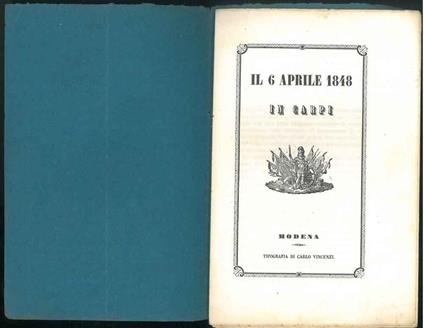 IL 6 APRILE 1848
IN CARPI
MODENA
TIPOGRAFIA DI CARLO VINCENZI.